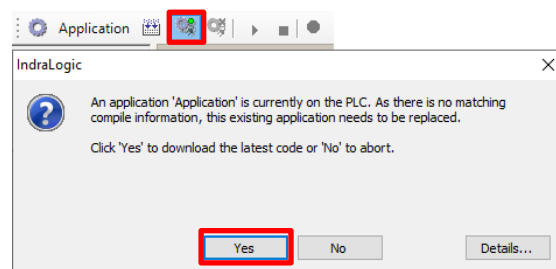 Application
IndraLogic
An application 'Application' is currently on the PLC. As there is no matching
compile information, this existing application needs to be replaced.
Click 'Yes' to download the latest code or 'No' to abort.
Yes No Details...